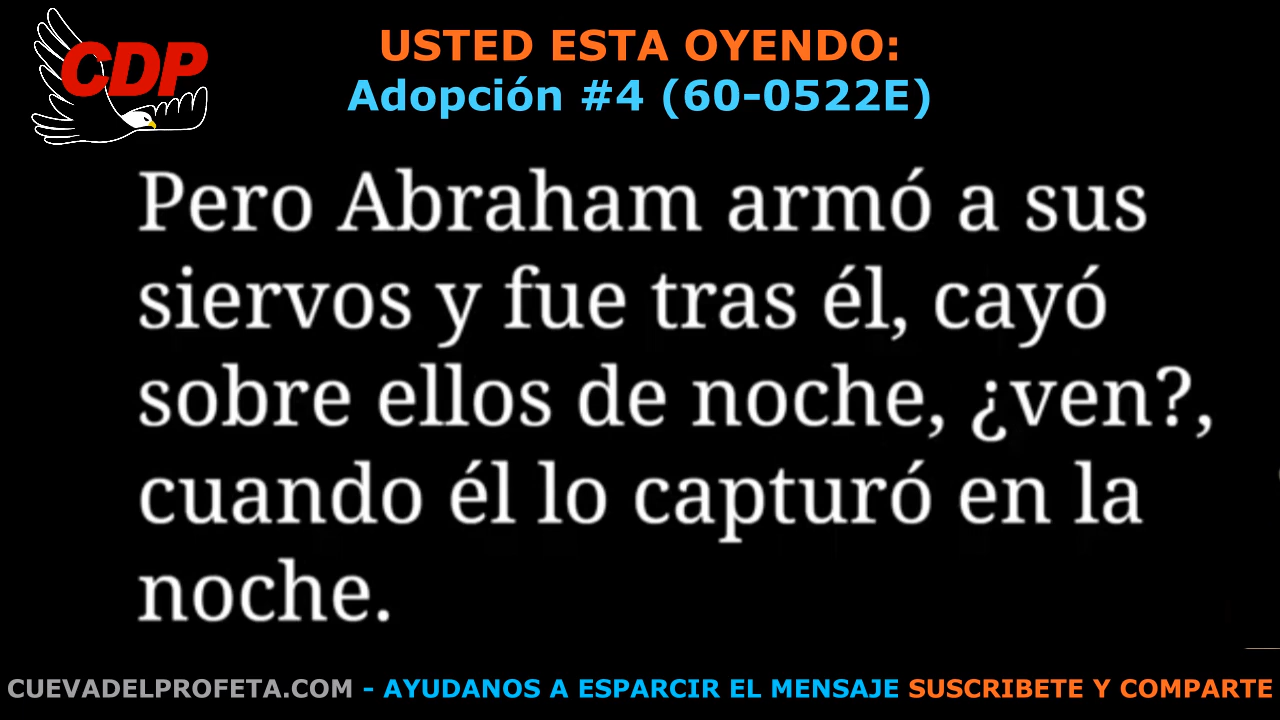 CDP
USTED ESTA OYENDO:
Adopción #4 (60-0522E)
Pero Abraham armó a sus
siervos y fue tras él, cayó
sobre ellos de noche, ¿ven?,
cuando él lo capturó en la
noche.
CUEVADELPROFETA.COM - AYUDANOS A ESPARCIR EL MENSAJE SUSCRIBETE Y COMPARTE